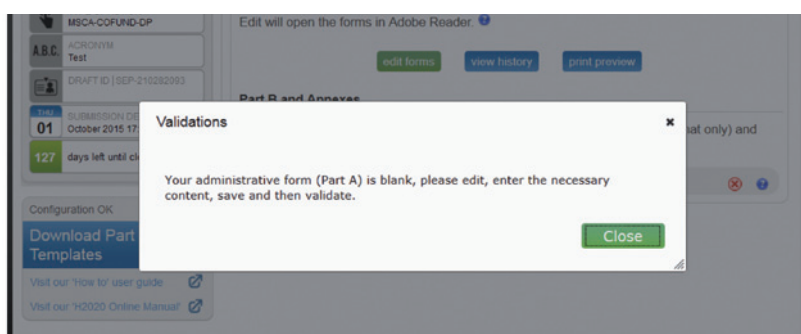 MSCA-COFUND-DP
A.B.C.
ACRONYM
Test
DRAFT ID | SEP-210282093
THU
01
SUBMISSION DE
October 2015 17:
127
days left until clo
Configuration OK
Download Part
Templates
Visit our 'How to' user guide
Visit our 'H2020 Online Manual'
Edit will open the forms in Adobe Reader. ?
edit forms
view history
print preview
Part B and Annexes
nat only) and
?
Validations
Your administrative form (Part A) is blank, please edit, enter the necessary
content, save and then validate.
Close